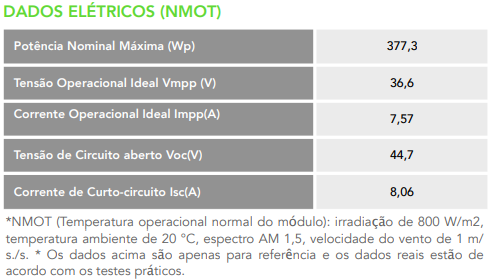 DADOS ELÉTRICOS (NMOT)
Potência Nominal Máxima (Wp) 377,3
Tensão Operacional Ideal Vmpp (V) 36,6
Corrente Operacional Ideal Impp(A) 7,57
Tensão de Circuito aberto Voc(V) 44,7
Corrente de Curto-circuito Isc(A) 8,06
*NMOT (Temperatura operacional normal do módulo): irradiação de 800 W/m2,
temperatura ambiente de 20 °C, espectro AM 1,5, velocidade do vento de 1 m/
s./s. * Os dados acima são apenas para referência e os dados reais estão de
acordo com os testes práticos.